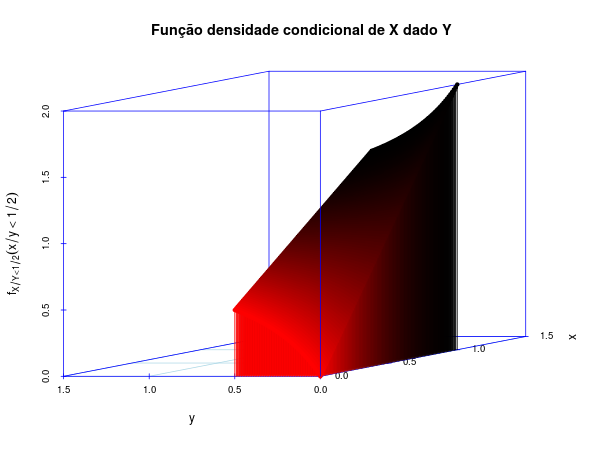 Função densidade condicional de X dado Y
2.0
1.5
1.0
0.5
0.0
f_X/Y<1/2(x/y<1/2)
1.5 1.0 0.5 0.0
y
0.0 0.5 1.0 1.5
x